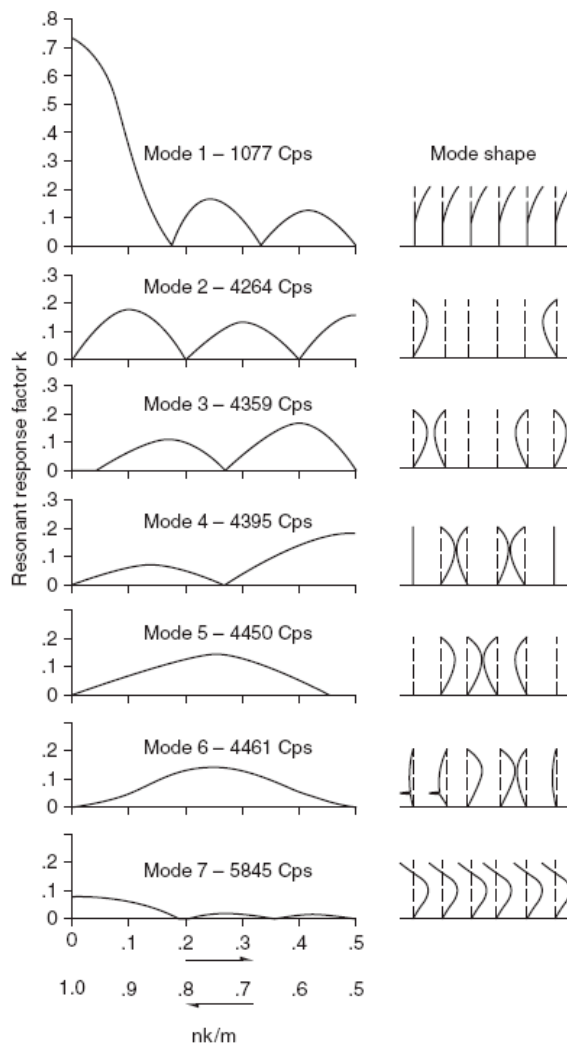 Resonant response factor k
.8
.7
.6
.5
.4
.3
.2
.1
0
Mode 1 – 1077 Cps
Mode shape
.3
.2
.1
0
Mode 2 – 4264 Cps
.3
.2
.1
0
Mode 3 – 4359 Cps
.3
.2
.1
0
Mode 4 – 4395 Cps
.2
.1
0
Mode 5 – 4450 Cps
.2
.1
0
Mode 6 – 4461 Cps
.2
.1
0
Mode 7 – 5845 Cps
0 .1 .2 .3 .4 .5
1.0 .9 .8 .7 .6 .5
nk/m